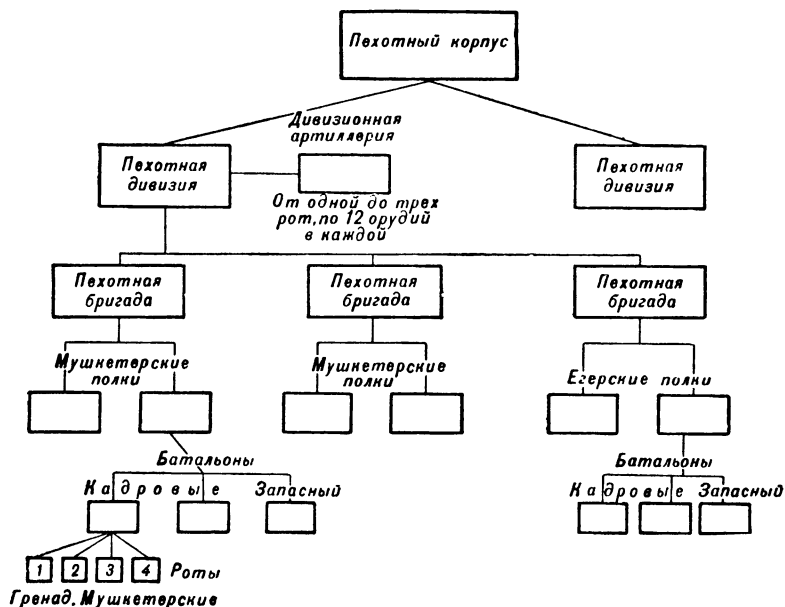 Пехотный корпус
Дивизионная
артиллерия
Пехотная
дивизия
От одной до трех
рот, по 12 орудий
в каждой
Пехотная
дивизия
Пехотная
бригада
Пехотная
бригада
Пехотная
бригада
Мушкетерские
полки
Мушкетерские
полки
Егерские полки
Батальоны
Кадровые
Запасный
Батальоны
Кадровые
Запасный
1 2 3 4 Роты
Гренад. Мушкетерские